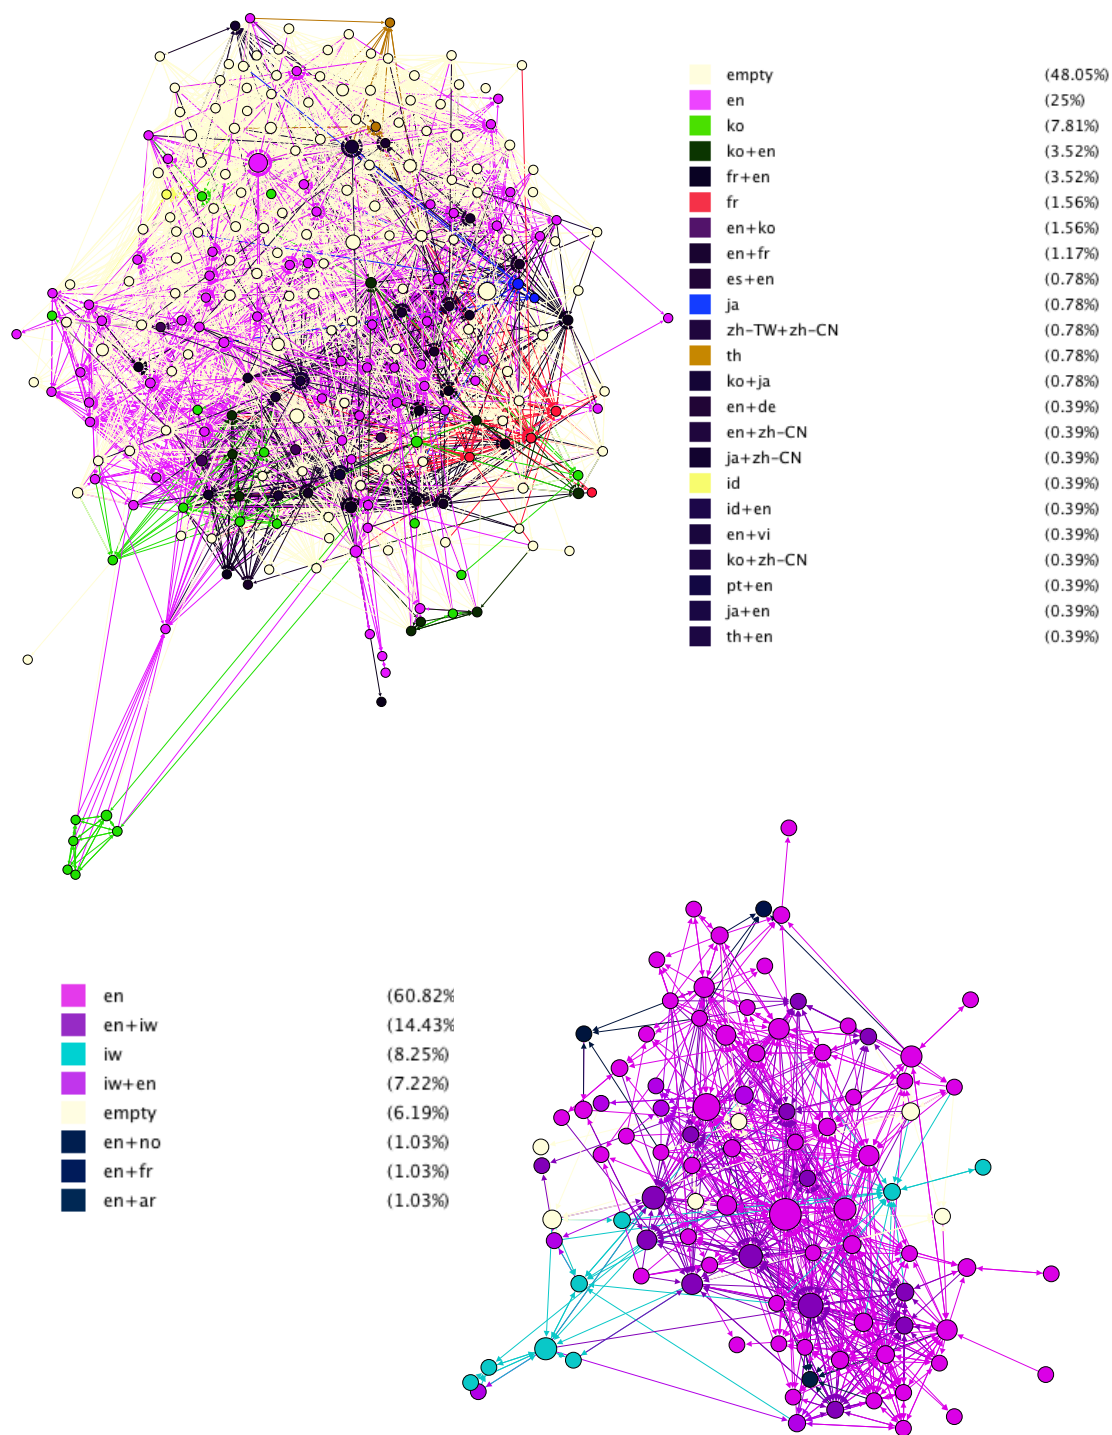 empty (48.05%)
en (25%)
ko (7.81%)
ko+en (3.52%)
fr+en (3.52%)
fr (1.56%)
en+ko (1.56%)
en+fr (1.17%)
es+en (0.78%)
ja (0.78%)
zh-TW+zh-CN (0.78%)
th (0.78%)
ko+ja (0.78%)
en+de (0.39%)
en+zh-CN (0.39%)
ja+zh-CN (0.39%)
id (0.39%)
id+en (0.39%)
en+vi (0.39%)
ko+zh-CN (0.39%)
pt+en (0.39%)
ja+en (0.39%)
th+en (0.39%)
en (60.82%
en+iw (14.43%
iw (8.25%)
iw+en (7.22%)
empty (6.19%)
en+no (1.03%)
en+fr (1.03%)
en+ar (1.03%)